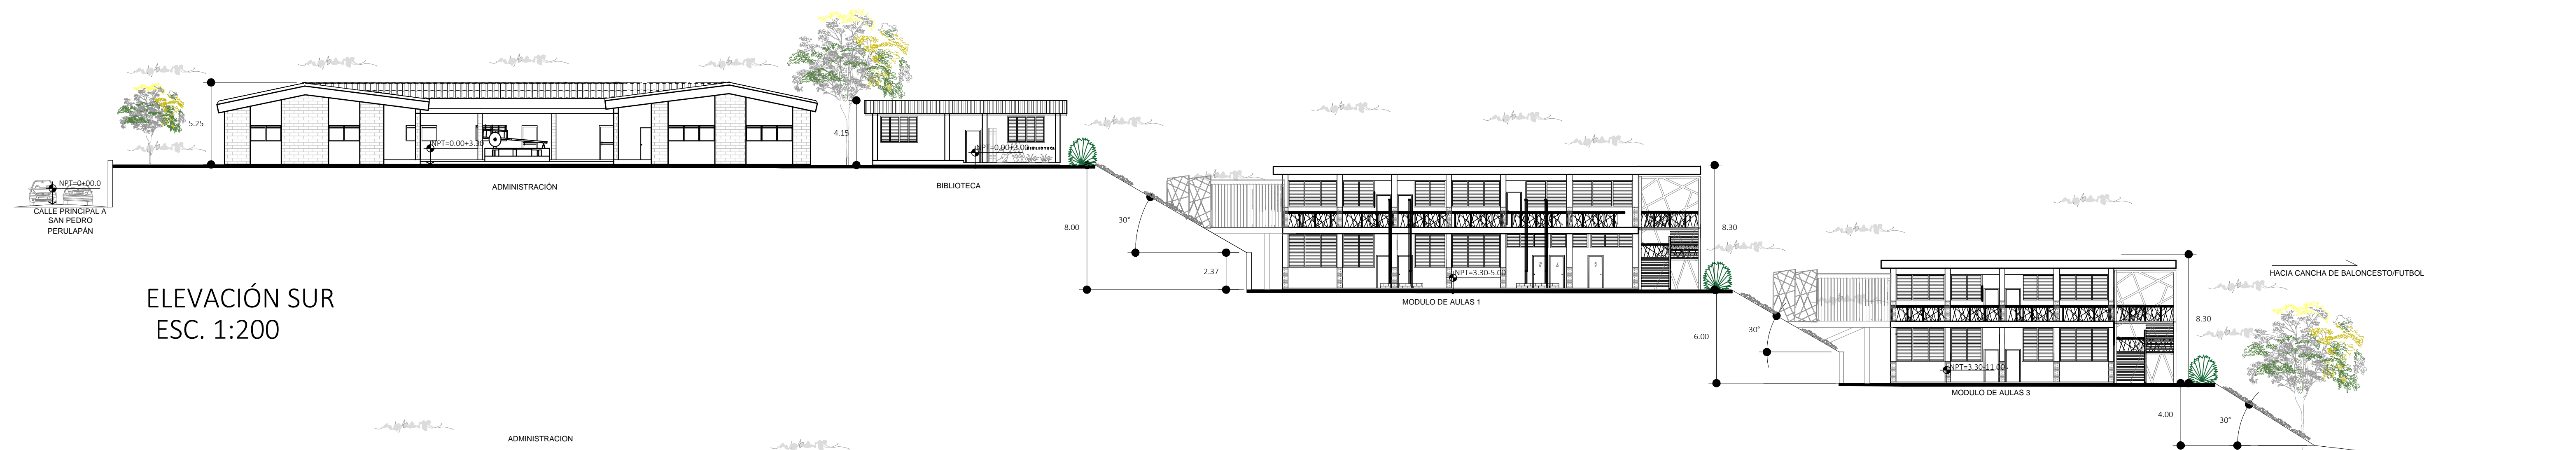 5.25
NPT=0.00+3.30
4.15
NPT=0.00+3.00
BIBLIOTECA
NPT=0+00.0
CALLE PRINCIPAL A
SAN PEDRO
PERULAPÁN
ADMINISTRACIÓN
BIBLIOTECA
30°
8.00
2.37
NPT=3.30-5.00
8.30
MODULO DE AULAS 1
HACIA CANCHA DE BALONCESTO/FUTBOL
ELEVACIÓN SUR
ESC. 1:200
6.00
30°
8.30
NPT=3.30-11.00
MODULO DE AULAS 3
4.00
30°
ADMINISTRACION